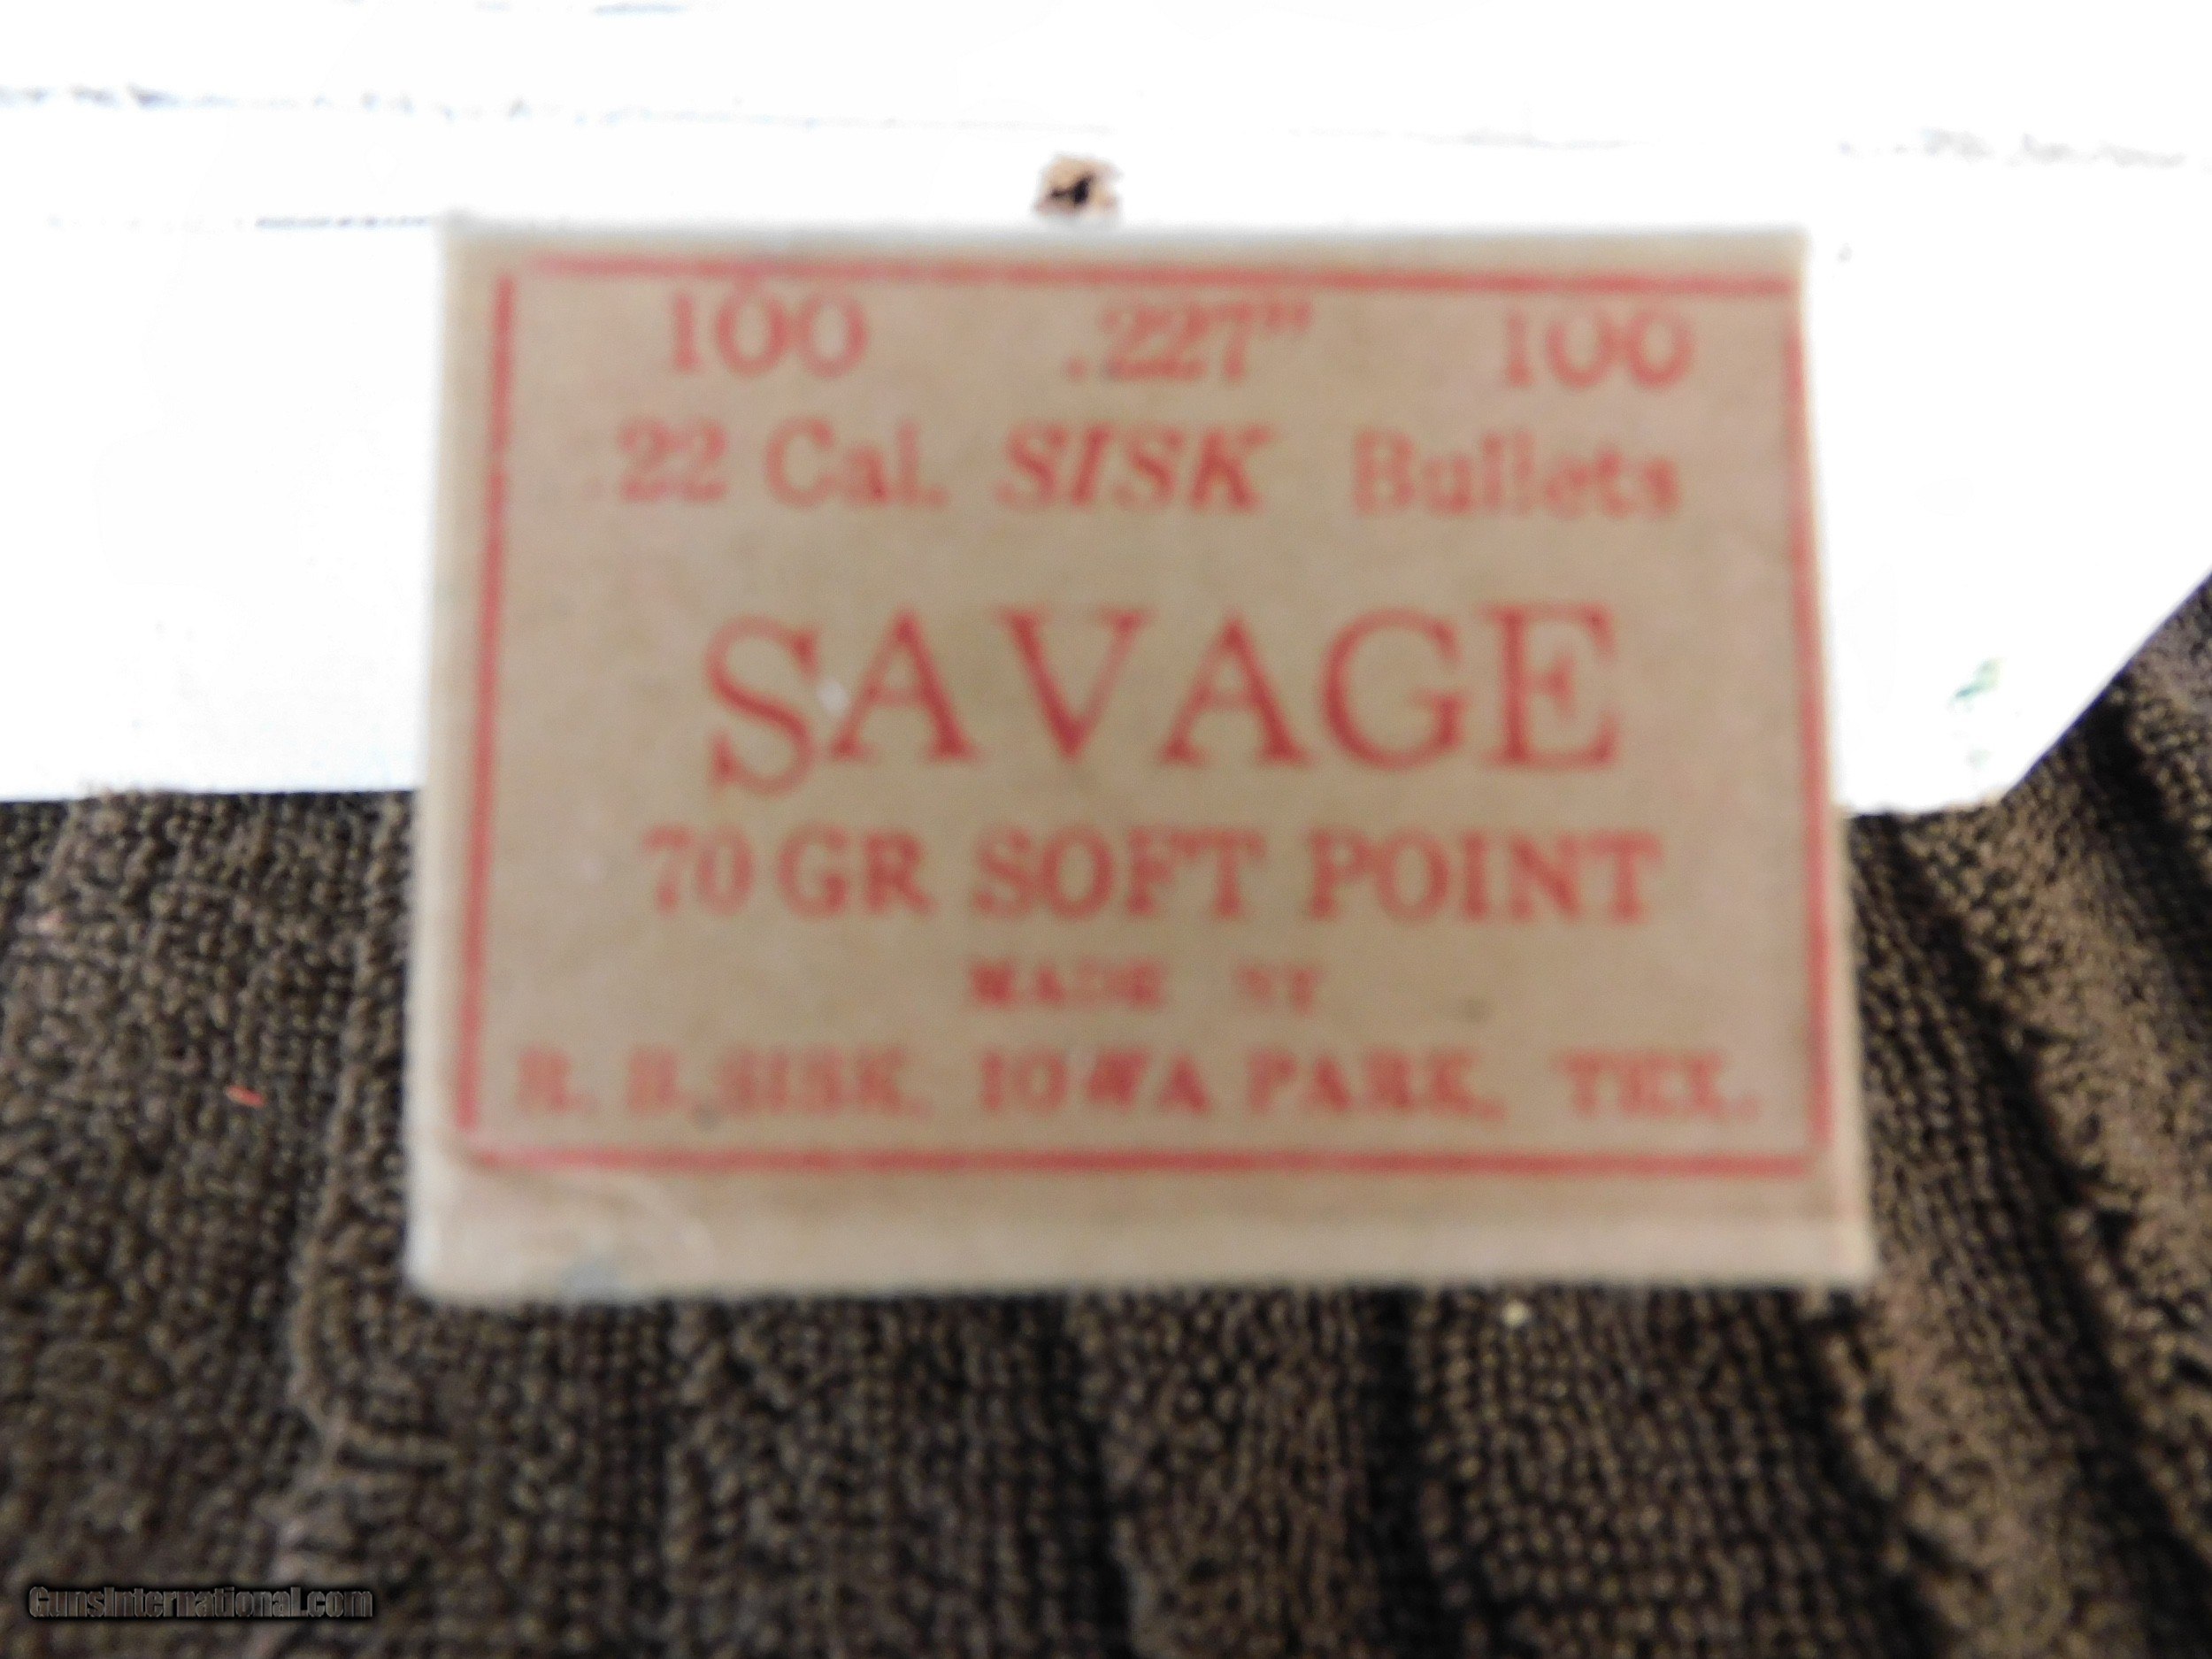 100 .227" 100
22 Cal. SISK Bullets
SAVAGE
70 GR SOFT POINT
MADE BY
R. B. SISK, IOWA PARK, TEX.
GunsInternational.com